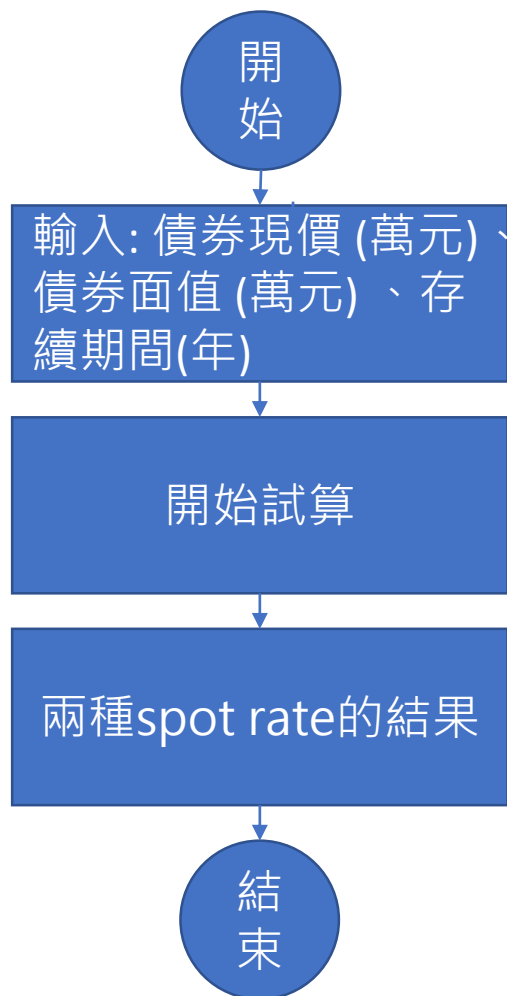 開
始
輸入: 債券現價 (萬元)、
債券面值 (萬元) 、存
續期間(年)
開始試算
兩種spot rate的結果
結
束